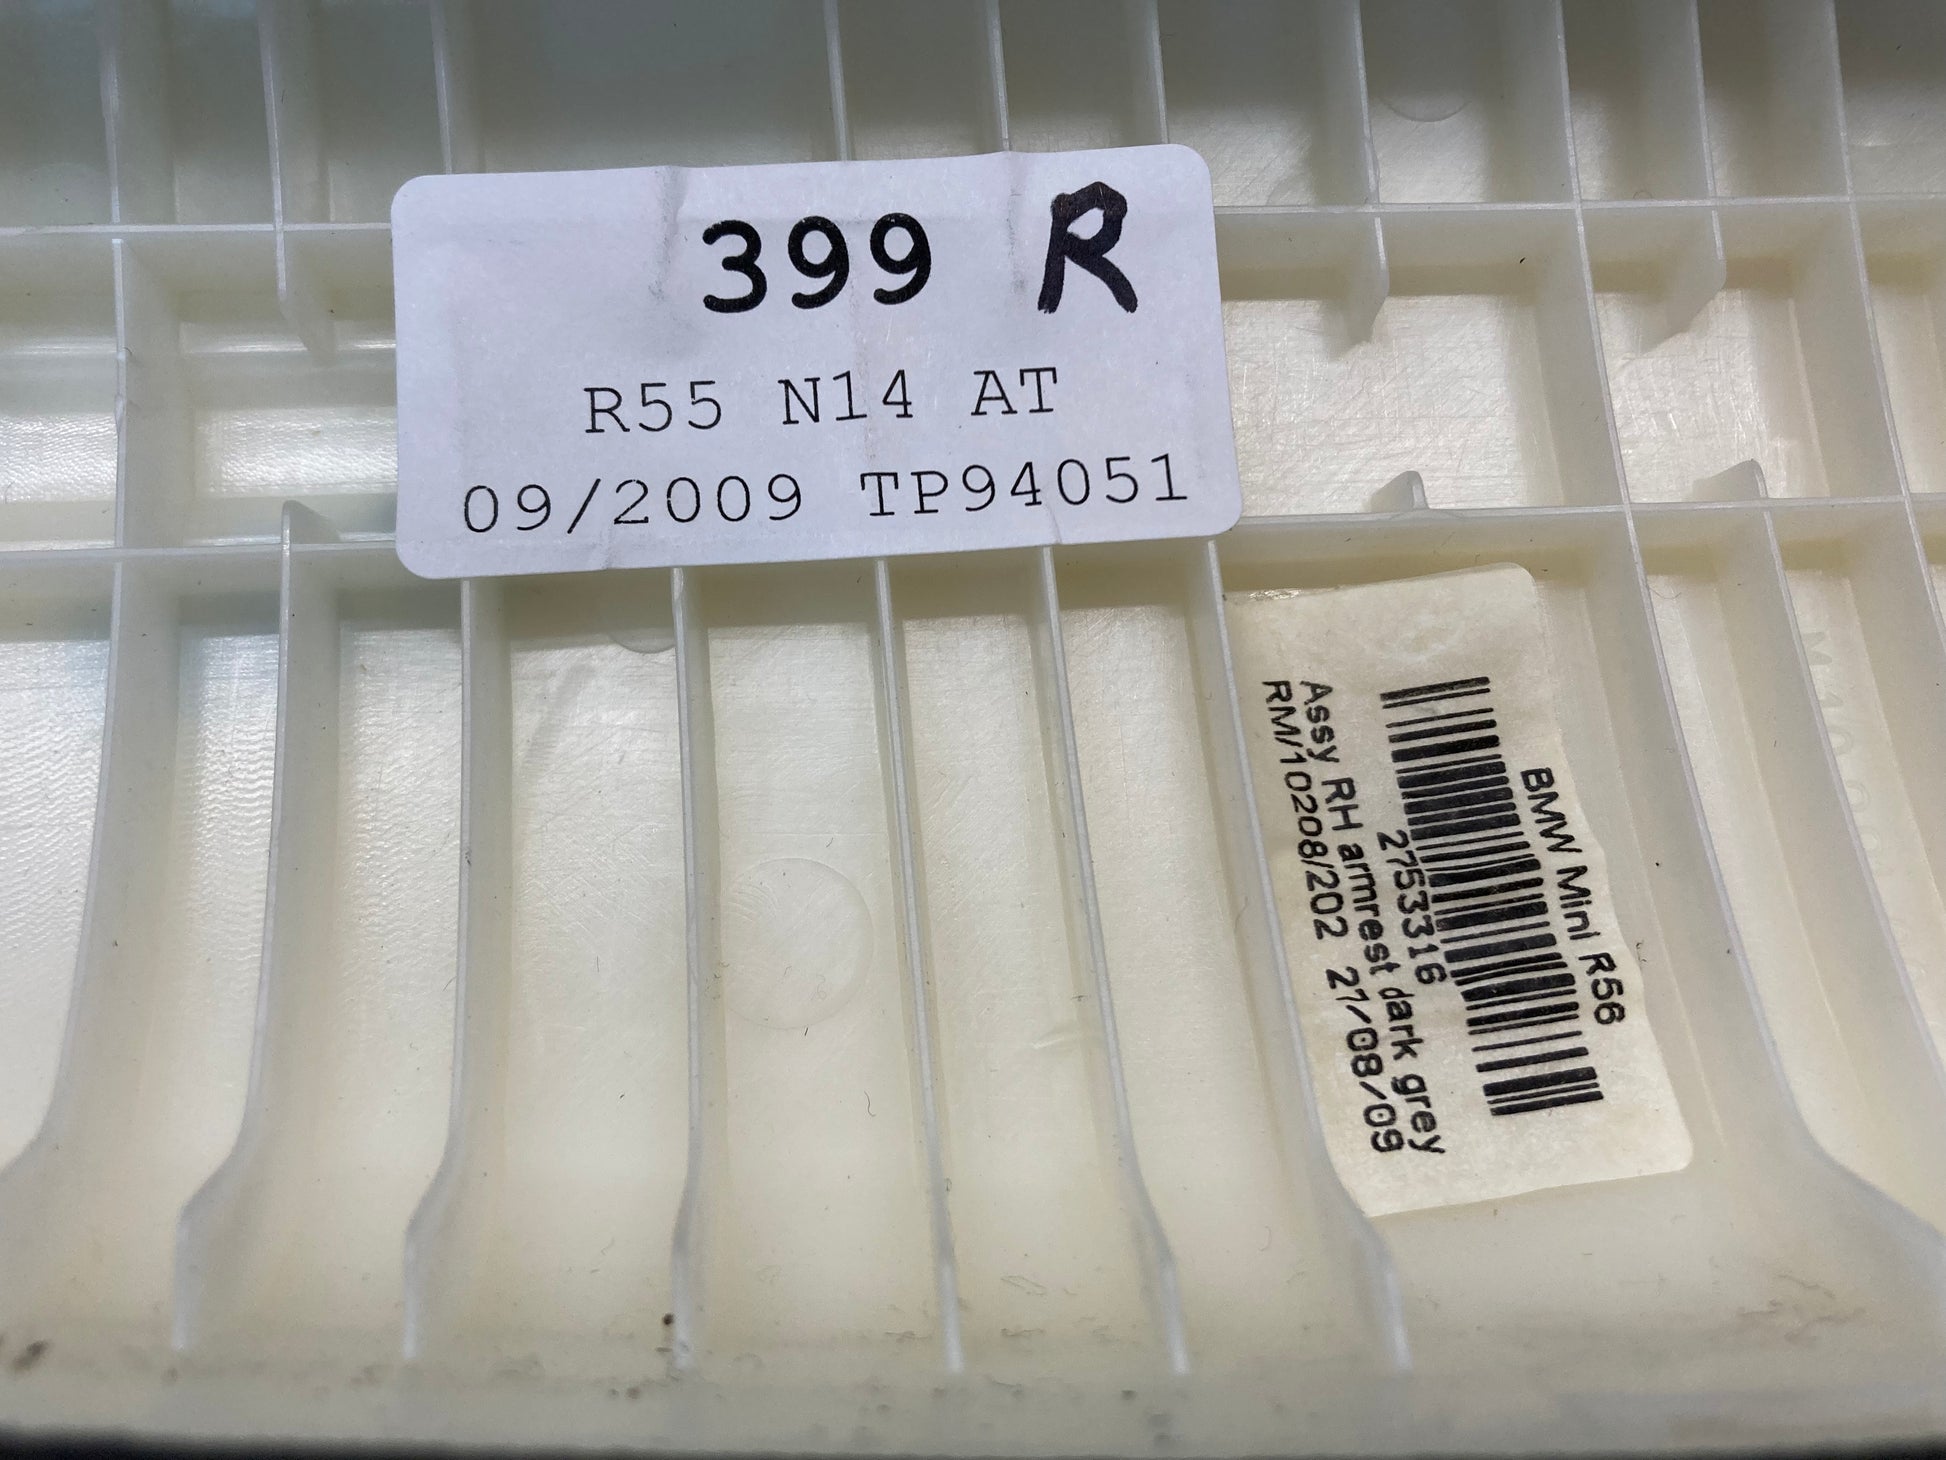 399 R
R55 N14 AT
09/2009 TP94051
BMW Mini R56
2753316
Assy RH armrest dark grey
RM/10208/202 27/08/09